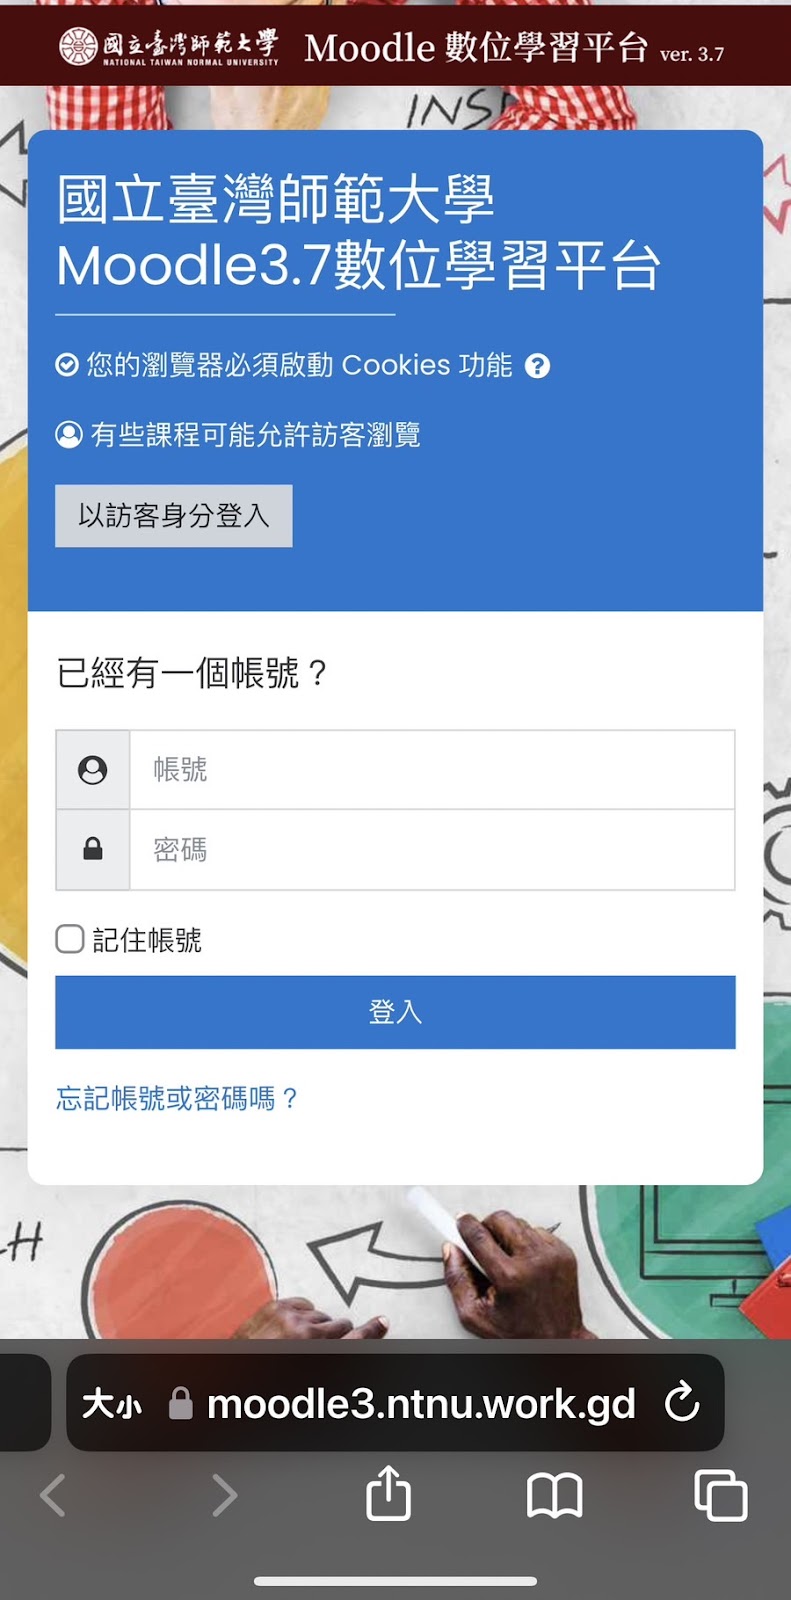 國立臺灣師範大學
NATIONAL TAIWAN NORMAL UNIVERSITY
Moodle 數位學習平台 ver. 3.7
國立臺灣師範大學
Moodle3.7數位學習平台
您的瀏覽器必須啟動 Cookies 功能 ?
有些課程可能允許訪客瀏覽
以訪客身分登入
已經有一個帳號？
帳號
密碼
記住帳號
登入
忘記帳號或密碼嗎？
大小 moodle3.ntnu.work.gd